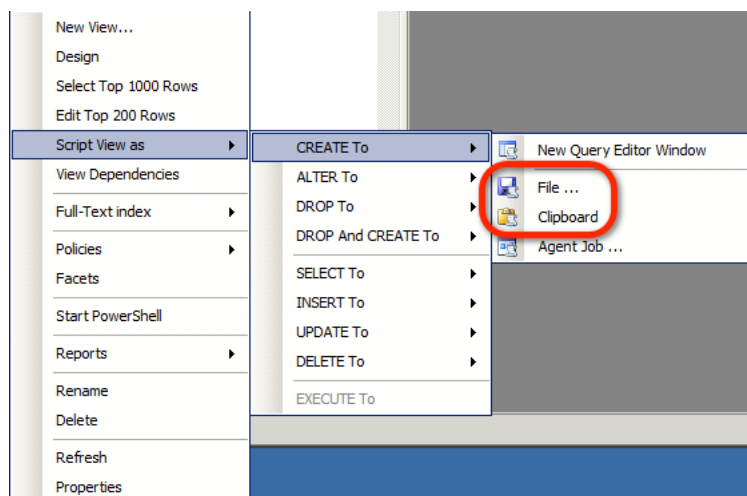 New View...
Design
Select Top 1000 Rows
Edit Top 200 Rows
Script View as
View Dependencies
Full-Text index
Policies
Facets
Start PowerShell
Reports
Rename
Delete
Refresh
Properties
CREATE To
ALTER To
DROP To
DROP And CREATE To
SELECT To
INSERT To
UPDATE To
DELETE To
EXECUTE To
New Query Editor Window
File ...
Clipboard
Agent Job ...